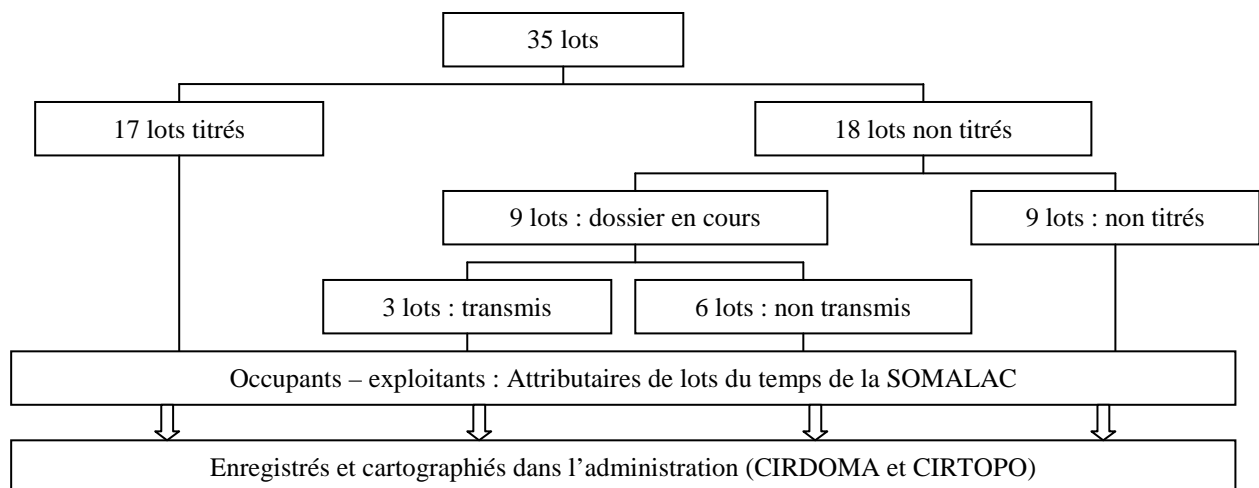 35 lots
17 lots titrés
18 lots non titrés
9 lots : dossier en cours
9 lots : non titrés
3 lots : transmis
6 lots : non transmis
Occupants – exploitants : Attributaires de lots du temps de la SOMALAC
Enregistrés et cartographiés dans l’administration (CIRDOMA et CIRTOPO)